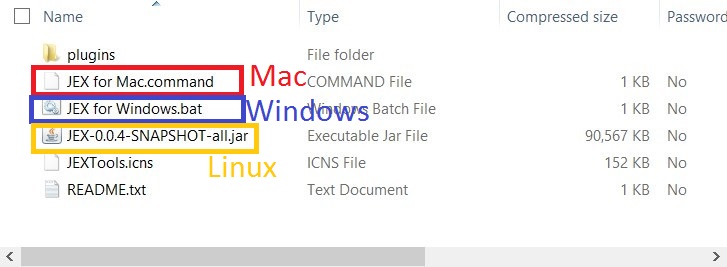 Name Type Compressed size Password
plugins File folder
JEX for Mac.command Mac COMMAND File 1 KB No
JEX for Windows.bat Windows Windows Batch File 1 KB No
JEX-0.0.4-SNAPSHOT-all.jar Executable Jar File 90,567 KB No
Linux
JEXTools.icns ICNS File 152 KB No
README.txt Text Document 1 KB No